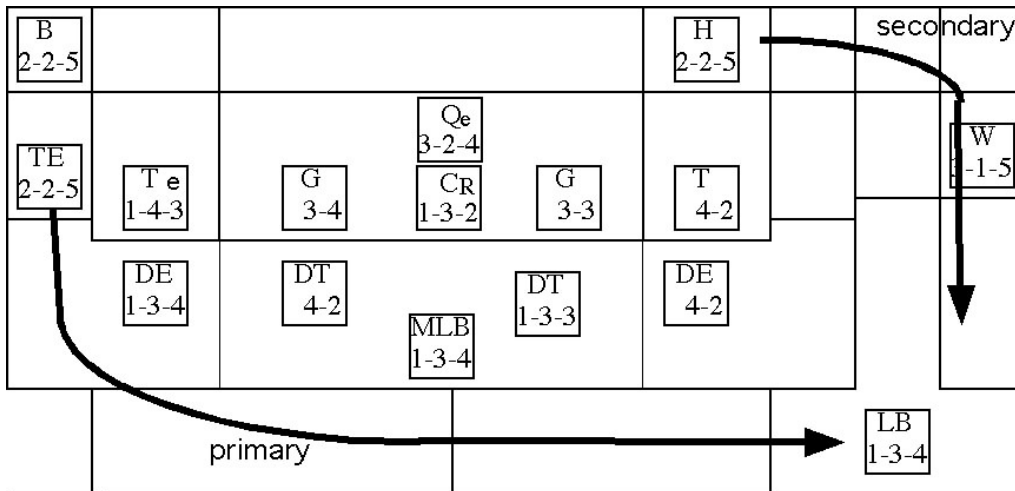 B
2-2-5
H
2-2-5
secondary
Qe
3-2-4
W
-1-5
TE
2-2-5
T e
1-4-3
G
3-4
CR
1-3-2
G
3-3
T
4-2
DE
1-3-4
DT
4-2
MLB
1-3-4
DT
1-3-3
DE
4-2
primary
LB
1-3-4